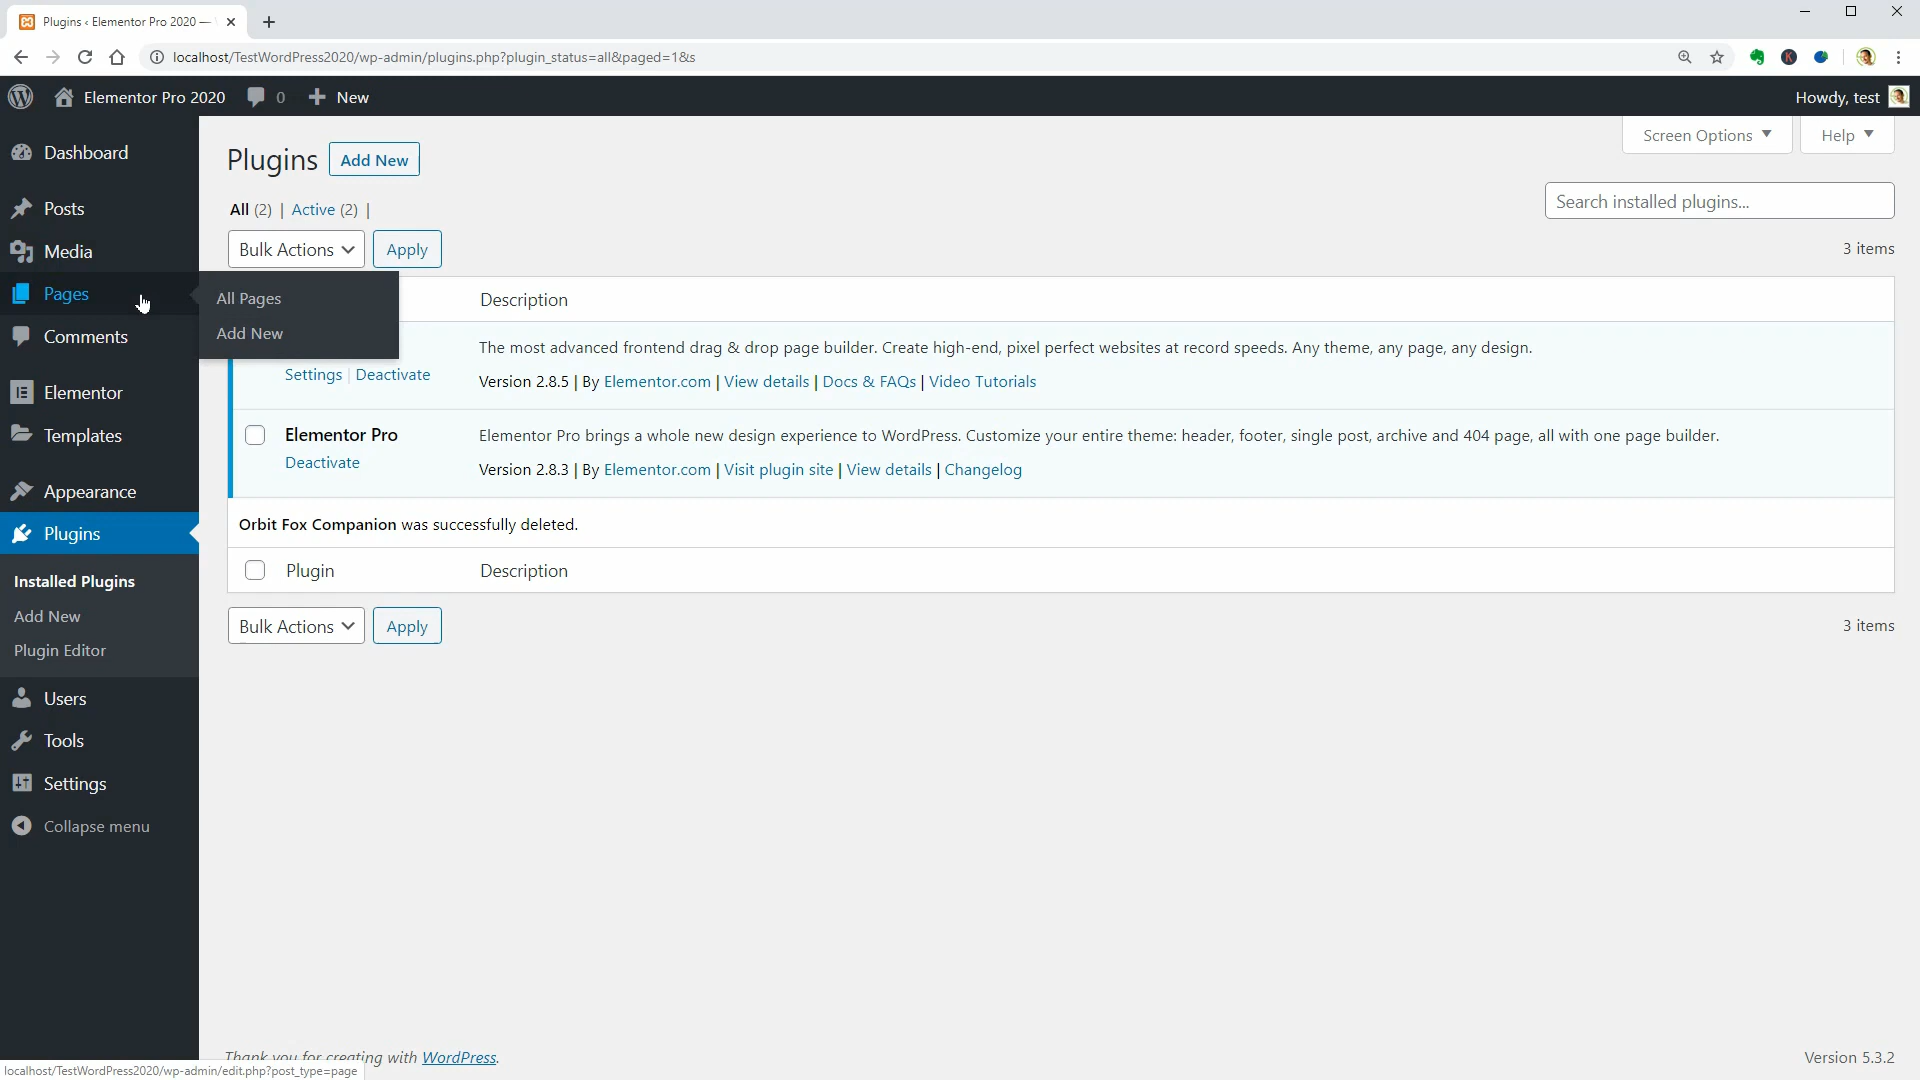 Plugins ‹ Elementor Pro 2020 —
localhost/TestWordPress2020/wp-admin/plugins.php?plugin_status=all&paged=1&s
Elementor Pro 2020
0
New
Howdy, test
Dashboard
Posts
Media
Pages
All Pages
Add New
Comments
Elementor
Templates
Appearance
Plugins
Installed Plugins
Add New
Plugin Editor
Users
Tools
Settings
Collapse menu
Screen Options
Help
Plugins
Add New
All (2) | Active (2) |
Search installed plugins...
Bulk Actions
Apply
3 items
Description
The most advanced frontend drag & drop page builder. Create high-end, pixel perfect websites at record speeds. Any theme, any page, any design.
Settings | Deactivate
Version 2.8.5 | By Elementor.com | View details | Docs & FAQs | Video Tutorials
Elementor Pro
Elementor Pro brings a whole new design experience to WordPress. Customize your entire theme: header, footer, single post, archive and 404 page, all with one page builder.
Deactivate
Version 2.8.3 | By Elementor.com | Visit plugin site | View details | Changelog
Orbit Fox Companion was successfully deleted.
Plugin
Description
Bulk Actions
Apply
3 items
Thank you for creating with WordPress.
Version 5.3.2
localhost/TestWordPress2020/wp-admin/edit.php?post_type=page